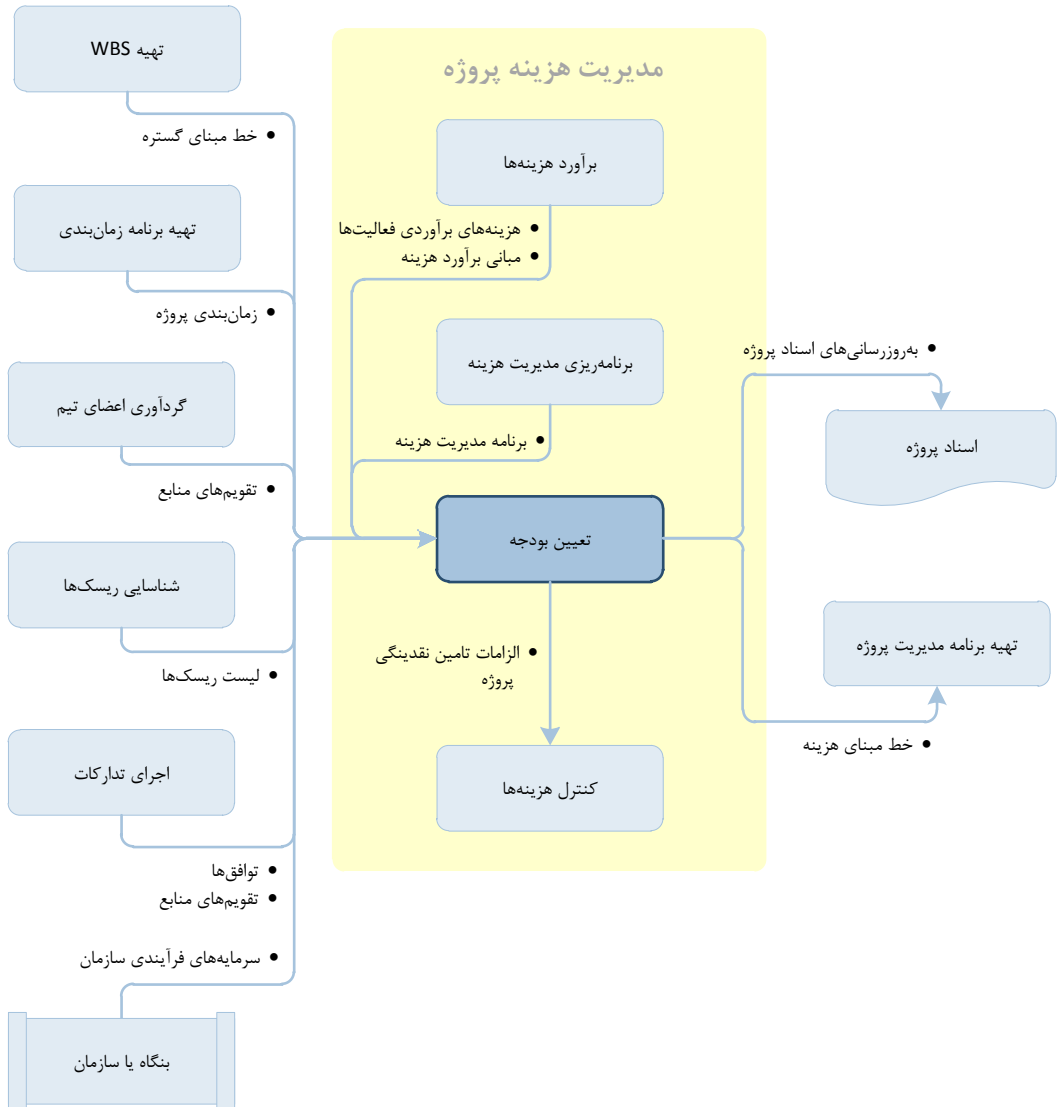 تهیه WBS
• خط مبنای گستره
تهیه برنامه زمان‌بندی
• زمان‌بندی پروژه
گردآوری اعضای تیم
• تقویم‌های منابع
شناسایی ریسک‌ها
• لیست ریسک‌ها
اجرای تدارکات
• توافق‌ها
• تقویم‌های منابع
• سرمایه‌های فرآیندی سازمان
بنگاه یا سازمان
مدیریت هزینه پروژه
برآورد هزینه‌ها
• هزینه‌های برآوردی فعالیت‌ها
• مبانی برآورد هزینه
برنامه‌ریزی مدیریت هزینه
• برنامه مدیریت هزینه
تعیین بودجه
• الزامات تامین نقدینگی
پروژه
کنترل هزینه‌ها
• به‌روزرسانی‌های اسناد پروژه
اسناد پروژه
تهیه برنامه مدیریت پروژه
• خط مبنای هزینه